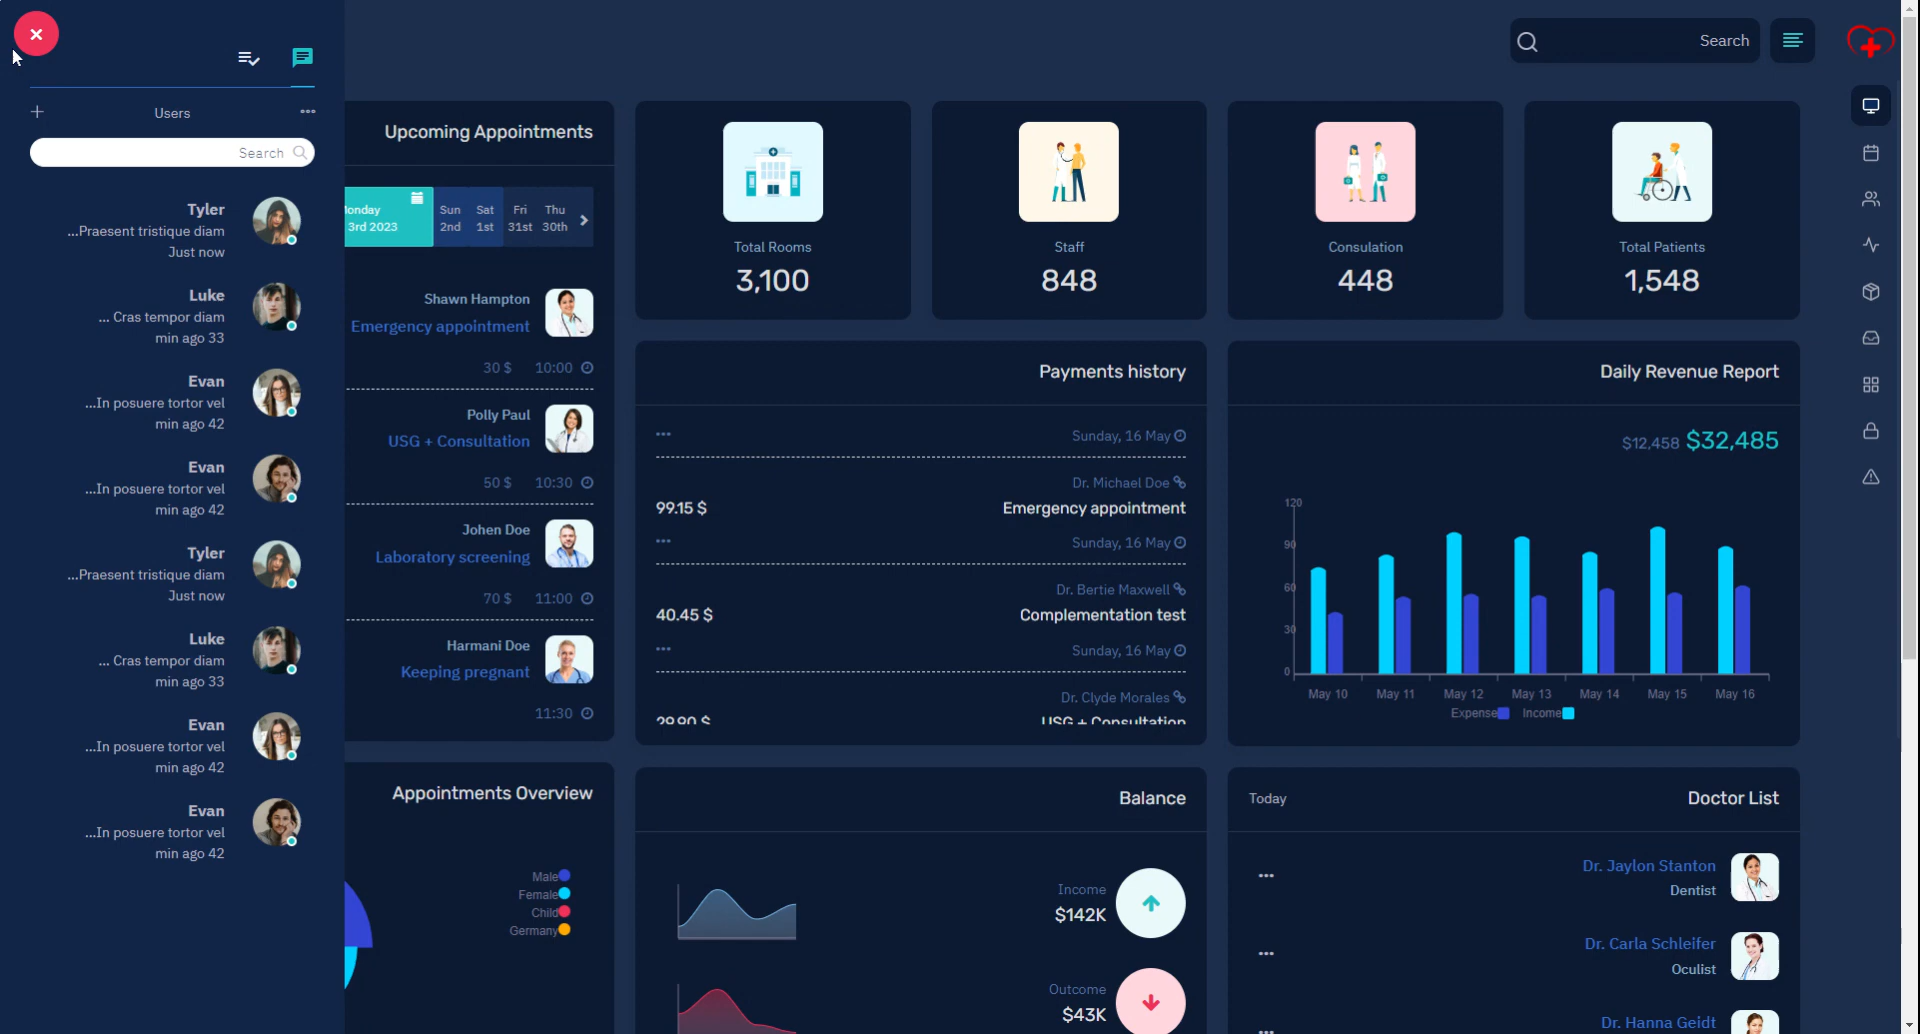 Search
Users
Search
Tyler
...Praesent tristique diam
Just now
Luke
... Cras tempor diam
min ago 33
Evan
...In posuere tortor vel
min ago 42
Evan
...In posuere tortor vel
min ago 42
Tyler
...Praesent tristique diam
Just now
Luke
... Cras tempor diam
min ago 33
Evan
...In posuere tortor vel
min ago 42
Evan
...In posuere tortor vel
min ago 42
Upcoming Appointments
onday
3rd 2023
Sun Sat Fri Thu
2nd 1st 31st 30th
Shawn Hampton
Emergency appointment
30 $ 10:00
Polly Paul
USG + Consultation
50 $ 10:30
Johen Doe
Laboratory screening
70 $ 11:00
Harmani Doe
Keeping pregnant
11:30
Total Rooms
3,100
Staff
848
Consulation
448
Total Patients
1,548
Payments history
... Sunday, 16 May
Dr. Michael Doe
99.15 $ Emergency appointment
... Sunday, 16 May
Dr. Bertie Maxwell
40.45 $ Complementation test
... Sunday, 16 May
Dr. Clyde Morales
29.90 $ USG + Consultation
Daily Revenue Report
$12,458 $32,485
120
90
60
30
0
May 10 May 11 May 12 May 13 May 14 May 15 May 16
Expense Income
Appointments Overview
Male
Female
Child
Germany
Balance
Income
$142K
Outcome
$43K
Today Doctor List
Dr. Jaylon Stanton
Dentist
Dr. Carla Schleifer
Oculist
Dr. Hanna Geidt